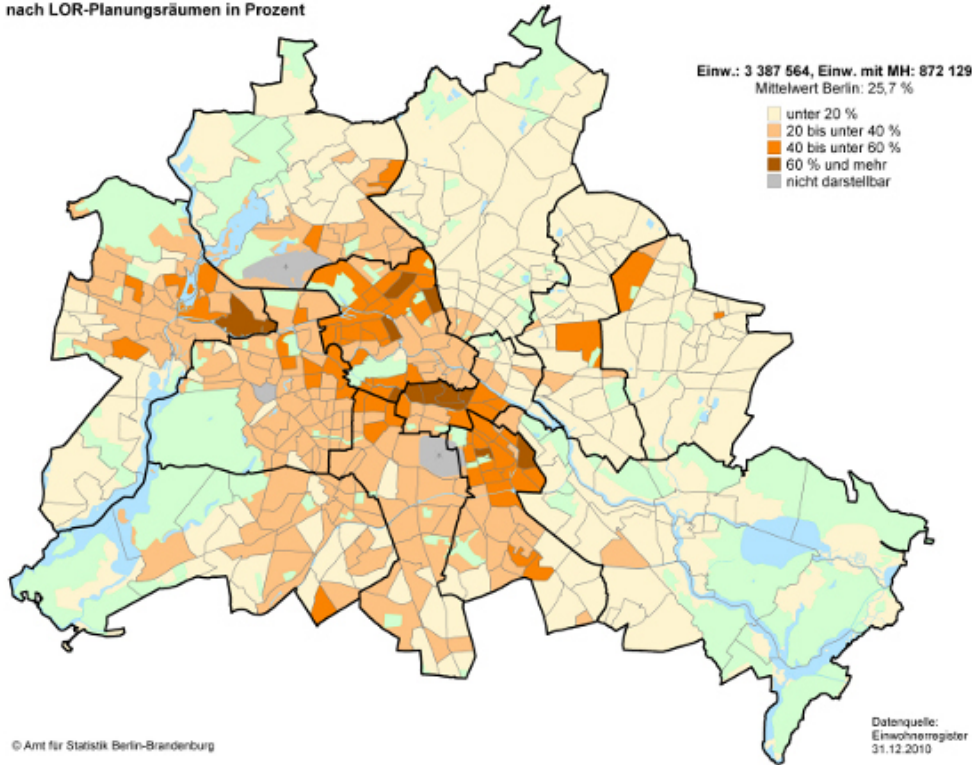 nach LOR-Planungsräumen in Prozent
Einw.: 3 387 564, Einw. mit MH: 872 129
Mittelwert Berlin: 25,7 %
unter 20 %
20 bis unter 40 %
40 bis unter 60 %
60 % und mehr
nicht darstellbar
© Amt für Statistik Berlin-Brandenburg
Datenquelle:
Einwohnerregister
31.12.2010